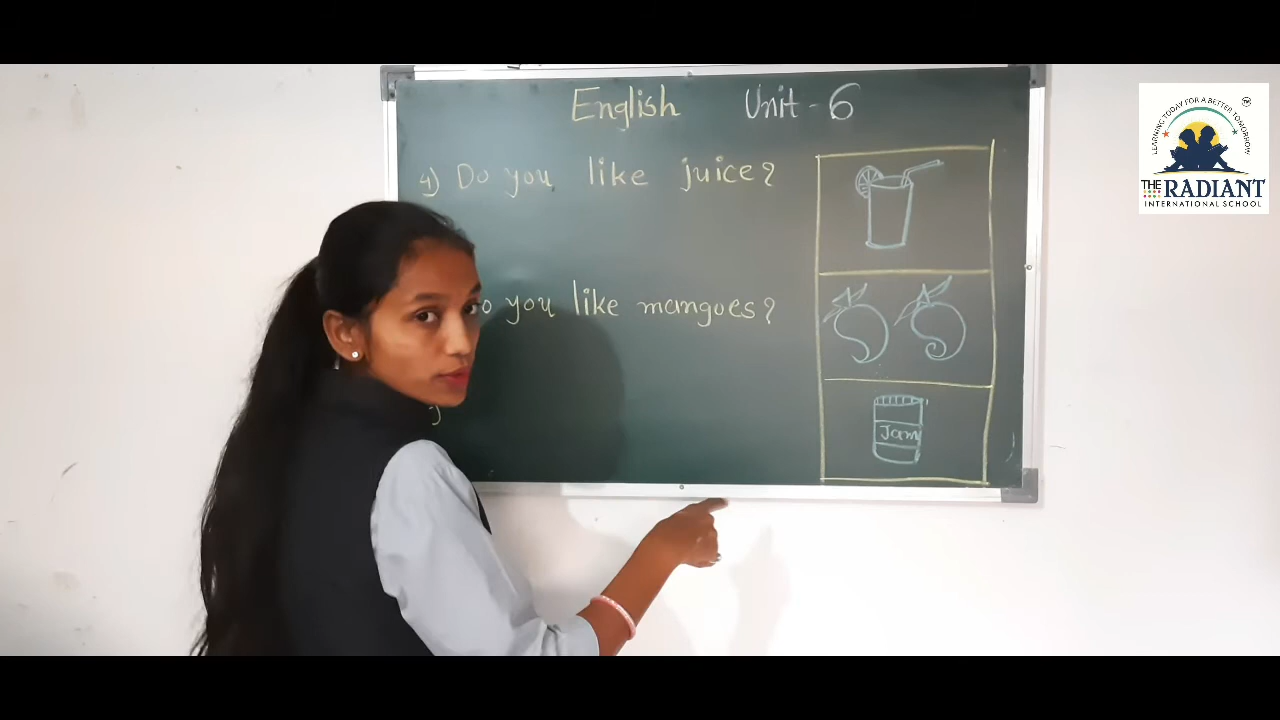 English Unit - 6
4) Do you like juice?
o you like mangoes?
)
Jam
LEARNING TODAY FOR A BETTER TOMORROW
THE RADIANT
INTERNATIONAL SCHOOL